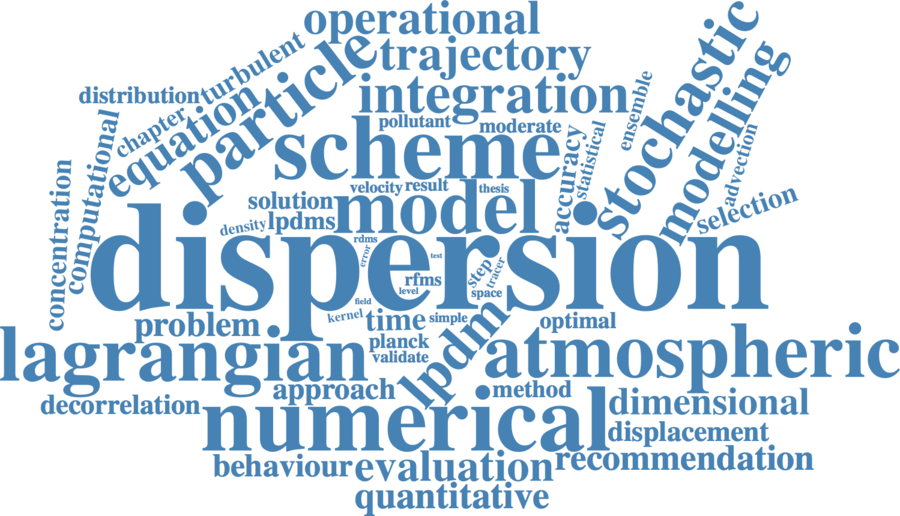 operational
trajectory
turbulent
particle
stochastic
distribution
equation
integration
ensemble
modelling
chapter
pollutant
moderate
scheme
accuracy
statistical
advection
computational
concentration
velocity
result
thesis
solution
model
selection
density
lpdms
dispersion
rdms
error
test
step
tracer
rfms
level
space
field
kernel
time
simple
optimal
problem
lpdm
planck
validate
lagrangian
atmospheric
approach
method
decorrelation
numerical
dimensional
displacement
behaviour
evaluation
recommendation
quantitative